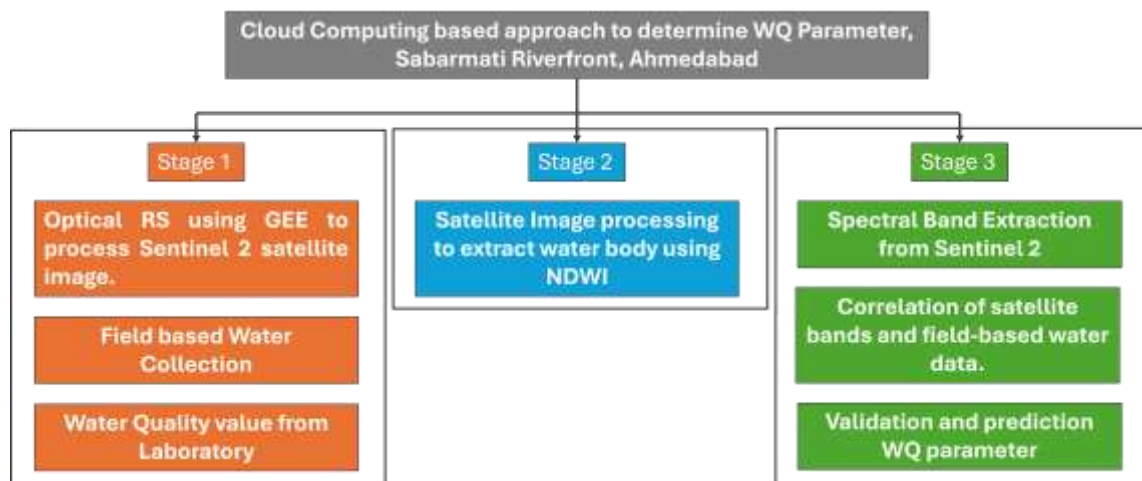 Cloud Computing based approach to determine WQ Parameter,
Sabarmati Riverfront, Ahmedabad
Stage 1
Optical RS using GEE to
process Sentinel 2 satellite
image.
Field based Water
Collection
Water Quality value from
Laboratory
Stage 2
Satellite Image processing
to extract water body using
NDWI
Stage 3
Spectral Band Extraction
from Sentinel 2
Correlation of satellite
bands and field-based water
data.
Validation and prediction
WQ parameter